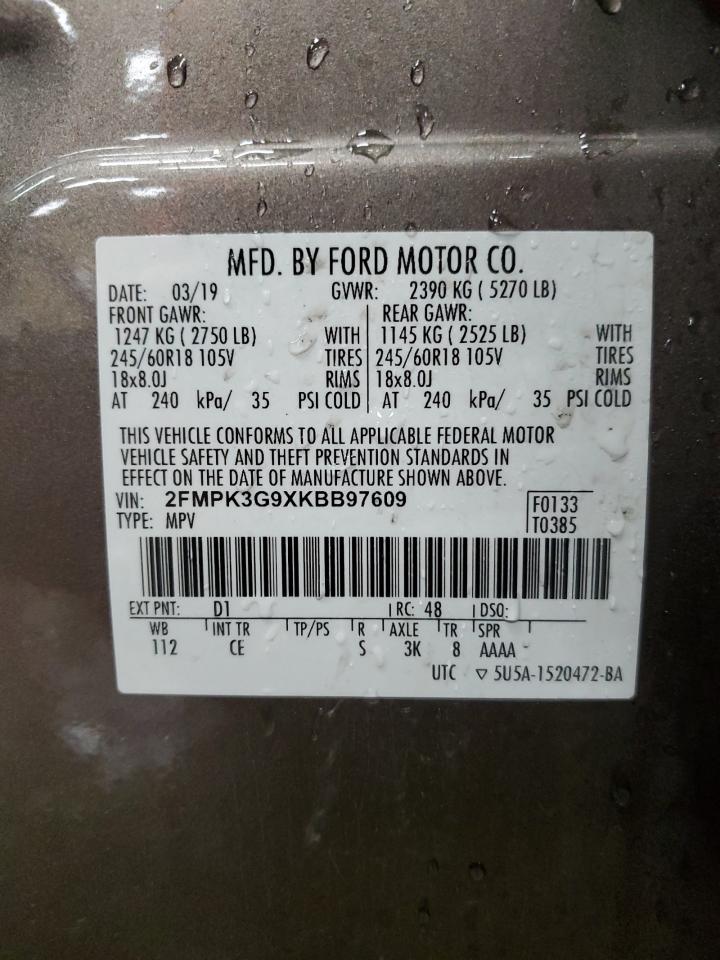 MFD. BY FORD MOTOR CO.
DATE: 03/19 GVWR: 2390 KG ( 5270 LB)
FRONT GAWR: REAR GAWR:
1247 KG ( 2750 LB) WITH 1145 KG ( 2525 LB) WITH
245/60R18 105V TIRES 245/60R18 105V TIRES
18x8.0J RIMS 18x8.0J RIMS
AT 240 kPa/ 35 PSI COLD AT 240 kPa/ 35 PSI COLD
THIS VEHICLE CONFORMS TO ALL APPLICABLE FEDERAL MOTOR
VEHICLE SAFETY AND THEFT PREVENTION STANDARDS IN
EFFECT ON THE DATE OF MANUFACTURE SHOWN ABOVE.
VIN: 2FMPK3G9XKBB97609 F0133
TYPE: MPV T0385
EXT PNT: D1 RC: 48 DSO:
WB INT TR TP/PS R AXLE TR SPR
112 CE S 3K 8 AAAA
UTC ▽ 5U5A-1520472-BA